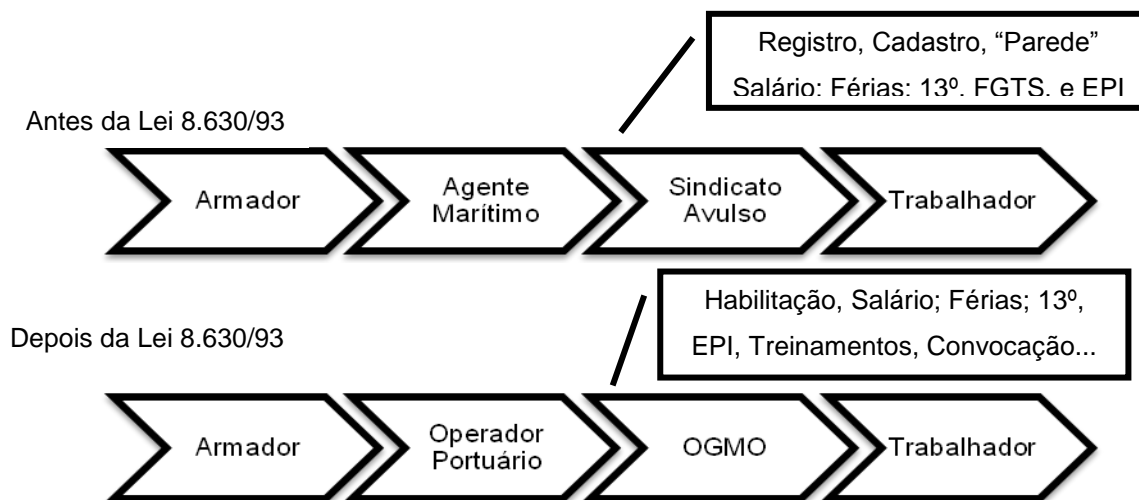 Registro, Cadastro, “Parede”
Salário; Férias; 13º, FGTS, e EPI
Antes da Lei 8.630/93
Armador
Agente
Marítimo
Sindicato
Avulso
Trabalhador
Habilitação, Salário; Férias; 13º,
EPI, Treinamentos, Convocação...
Depois da Lei 8.630/93
Armador
Operador
Portuário
OGMO
Trabalhador